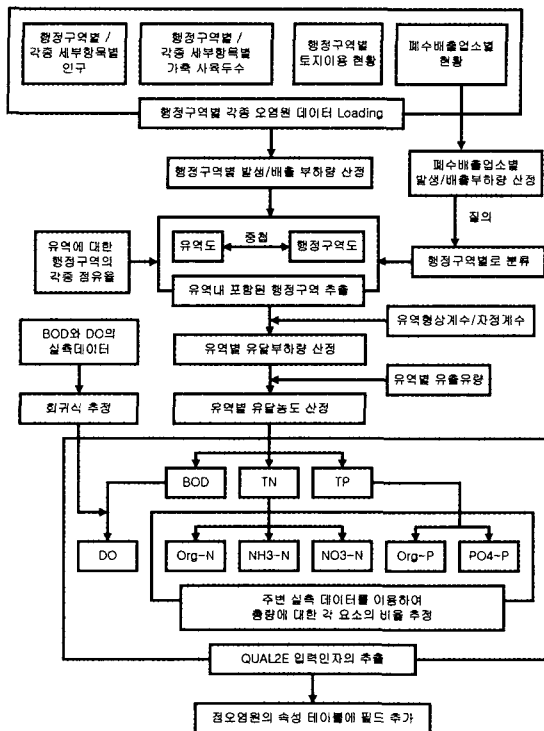 행정구역별 /
각종 세부항목별
인구
행정구역별 /
각종 세부항목별
가축 사육두수
행정구역별
토지이용 현황
폐수배출업소별
현황
행정구역별 각종 오염원 데이터 Loading
행정구역별 발생/배출 부하량 산정
폐수배출업소별
발생/배출부하량 산정
질의
유역에 대한
행정구역의
각종 점유율
유역도
중첩
행정구역도
행정구역별로 분류
유역내 포함된 행정구역 추출
유역형상계수/자정계수
BOD와 DO의
실측데이터
유역별 유달부하량 산정
유역별 유출유량
회귀식 추정
유역별 유달농도 산정
BOD
TN
TP
DO
Org-N
NH3-N
NO3-N
Org-P
PO4-P
주변 실측 데이터를 이용하여
총량에 대한 각 요소의 비율 추정
QUAL2E 입력인자의 추출
점오염원의 속성 테이블에 필드 추가